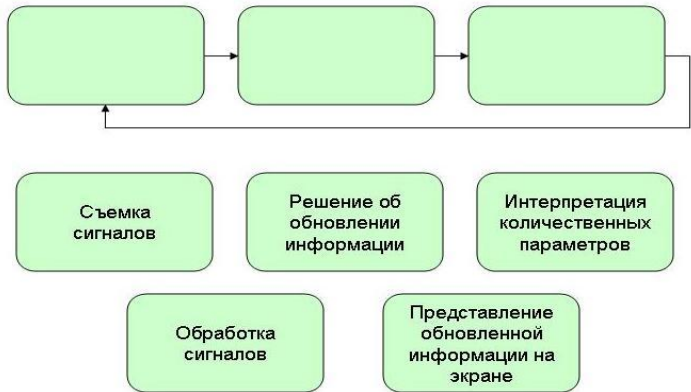 Съемка
сигналов
Решение об
обновлении
информации
Интерпретация
количественных
параметров
Обработка
сигналов
Представление
обновленной
информации на
экране